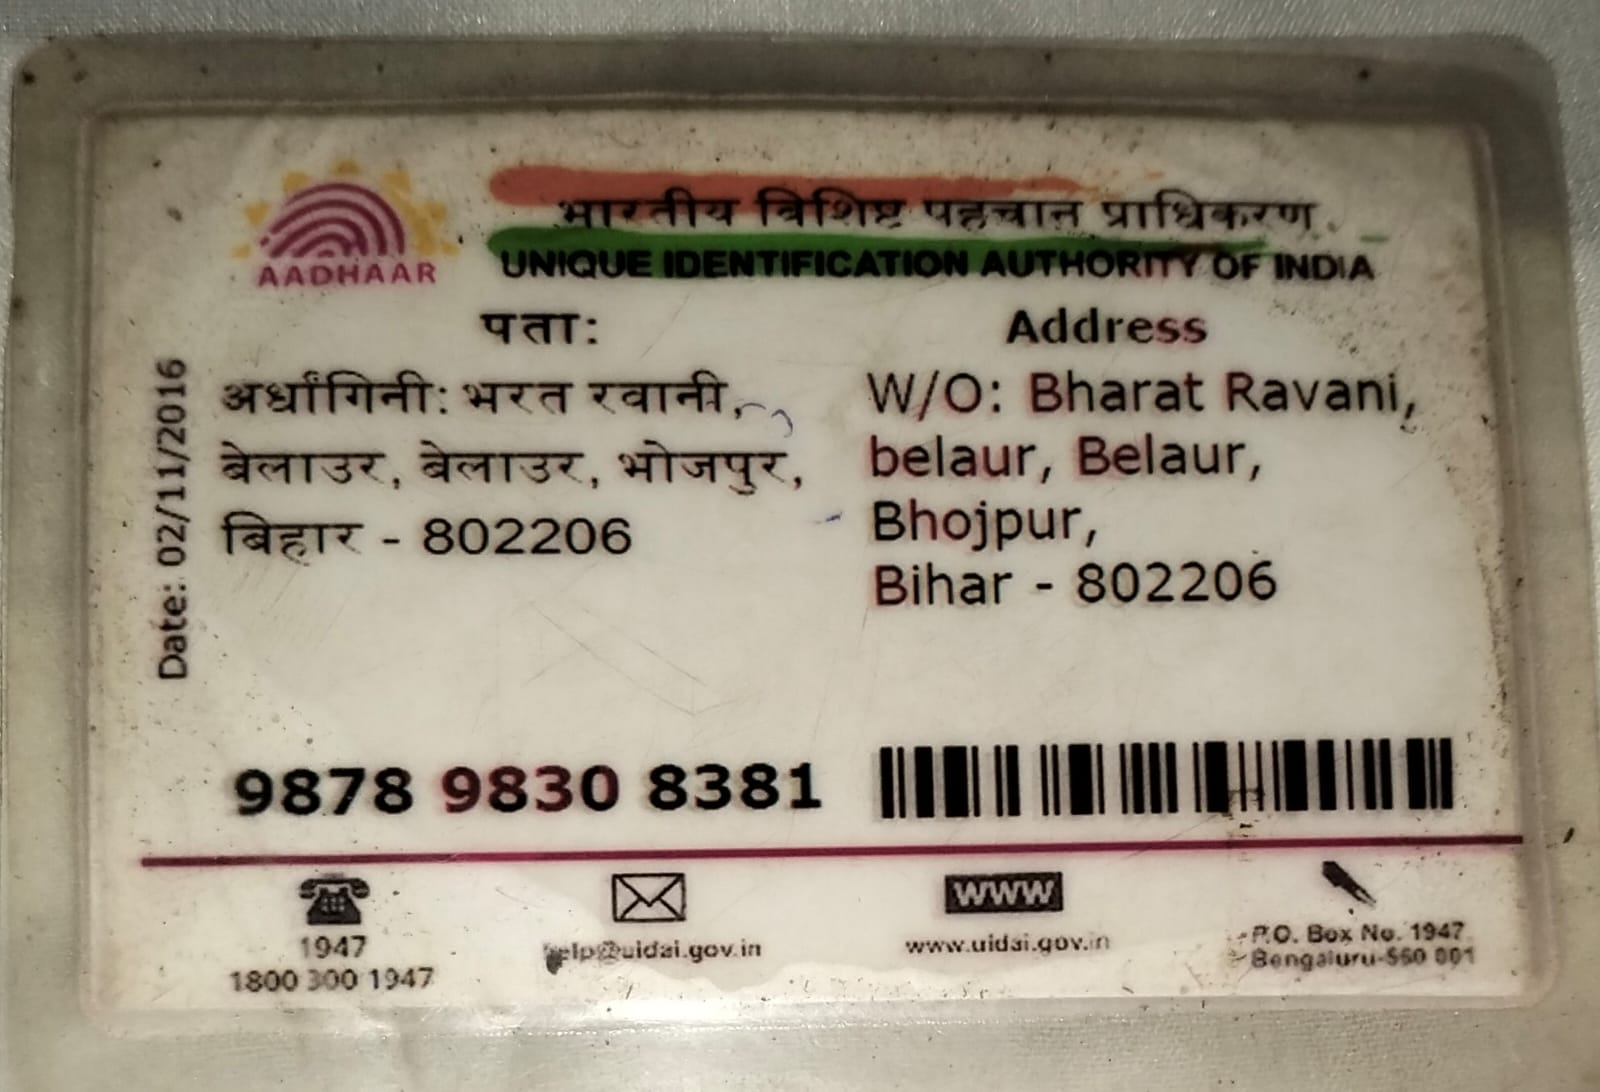 AADHAAR
भारतीय विशिष्ट पहचान प्राधिकरण
UNIQUE IDENTIFICATION AUTHORITY OF INDIA
पता:
अर्धांगिनी: भरत रवानी,
बेलाउर, बेलाउर, भोजपुर,
बिहार - 802206
Address
W/O: Bharat Ravani,
belaur, Belaur,
Bhojpur,
Bihar - 802206
Date: 02/11/2016
9878 9830 8381
1947
1800 300 1947
help@uidai.gov.in
www
www.uidai.gov.in
P.O. Box No. 1947
Bengaluru-560 001